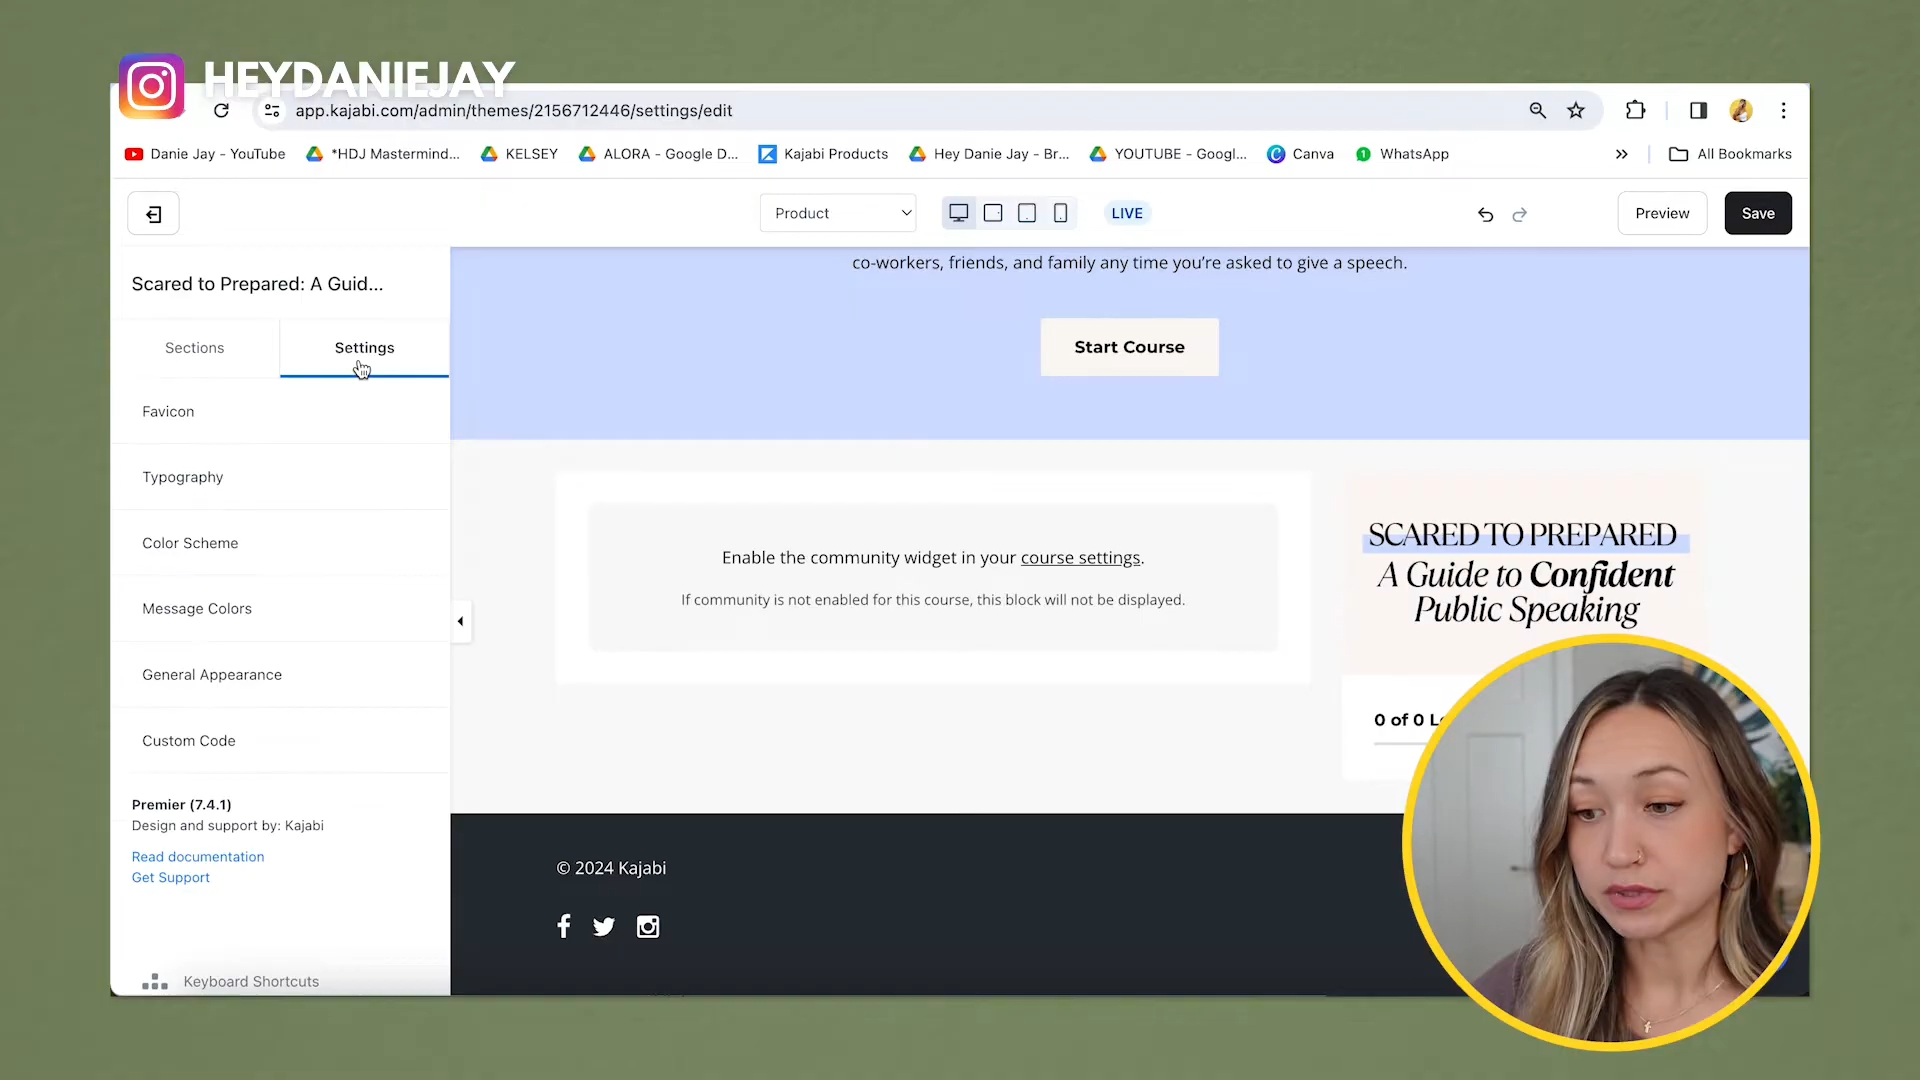 HEYDANIEJAY
app.kajabi.com/admin/themes/2156712446/settings/edit
Danie Jay - YouTube
*HDJ Mastermind...
KELSEY
ALORA - Google D...
Kajabi Products
Hey Danie Jay - Br...
YOUTUBE - Googl...
Canva
WhatsApp
All Bookmarks
Product
LIVE
Preview
Save
Scared to Prepared: A Guid...
Sections
Settings
Favicon
Typography
Color Scheme
Message Colors
General Appearance
Custom Code
Premier (7.4.1)
Design and support by: Kajabi
Read documentation
Get Support
Keyboard Shortcuts
co-workers, friends, and family any time you’re asked to give a speech.
Start Course
Enable the community widget in your course settings.
If community is not enabled for this course, this block will not be displayed.
SCARED TO PREPARED
A Guide to Confident
Public Speaking
0 of 0
© 2024 Kajabi